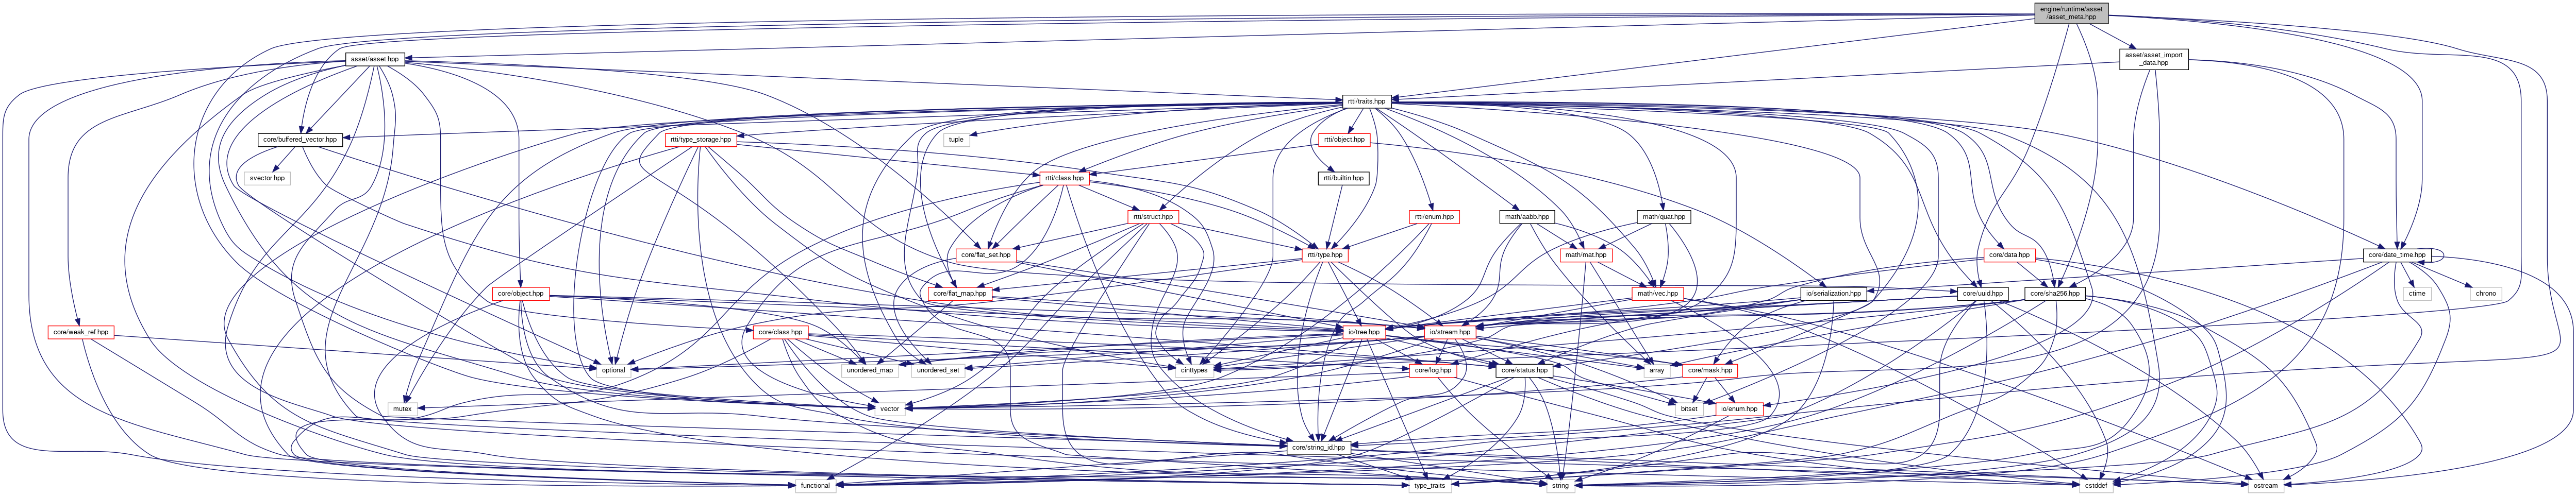 engine/runtime/asset
/asset_meta.hpp
asset/asset.hpp
asset/asset_import
_data.hpp
rtti/traits.hpp
core/buffered_vector.hpp
rtti/type_storage.hpp
tuple
rtti/object.hpp
svector.hpp
rtti/class.hpp
rtti/builtin.hpp
rtti/struct.hpp
rtti/enum.hpp
math/aabb.hpp
math/quat.hpp
core/flat_set.hpp
rtti/type.hpp
math/mat.hpp
core/data.hpp
core/date_time.hpp
core/object.hpp
core/flat_map.hpp
math/vec.hpp
io/serialization.hpp
core/uuid.hpp
core/sha256.hpp
ctime
chrono
core/weak_ref.hpp
core/class.hpp
io/tree.hpp
io/stream.hpp
optional
unordered_map
unordered_set
cinttypes
core/log.hpp
core/status.hpp
array
core/mask.hpp
mutex
vector
bitset
io/enum.hpp
core/string_id.hpp
functional
type_traits
string
cstddef
ostream